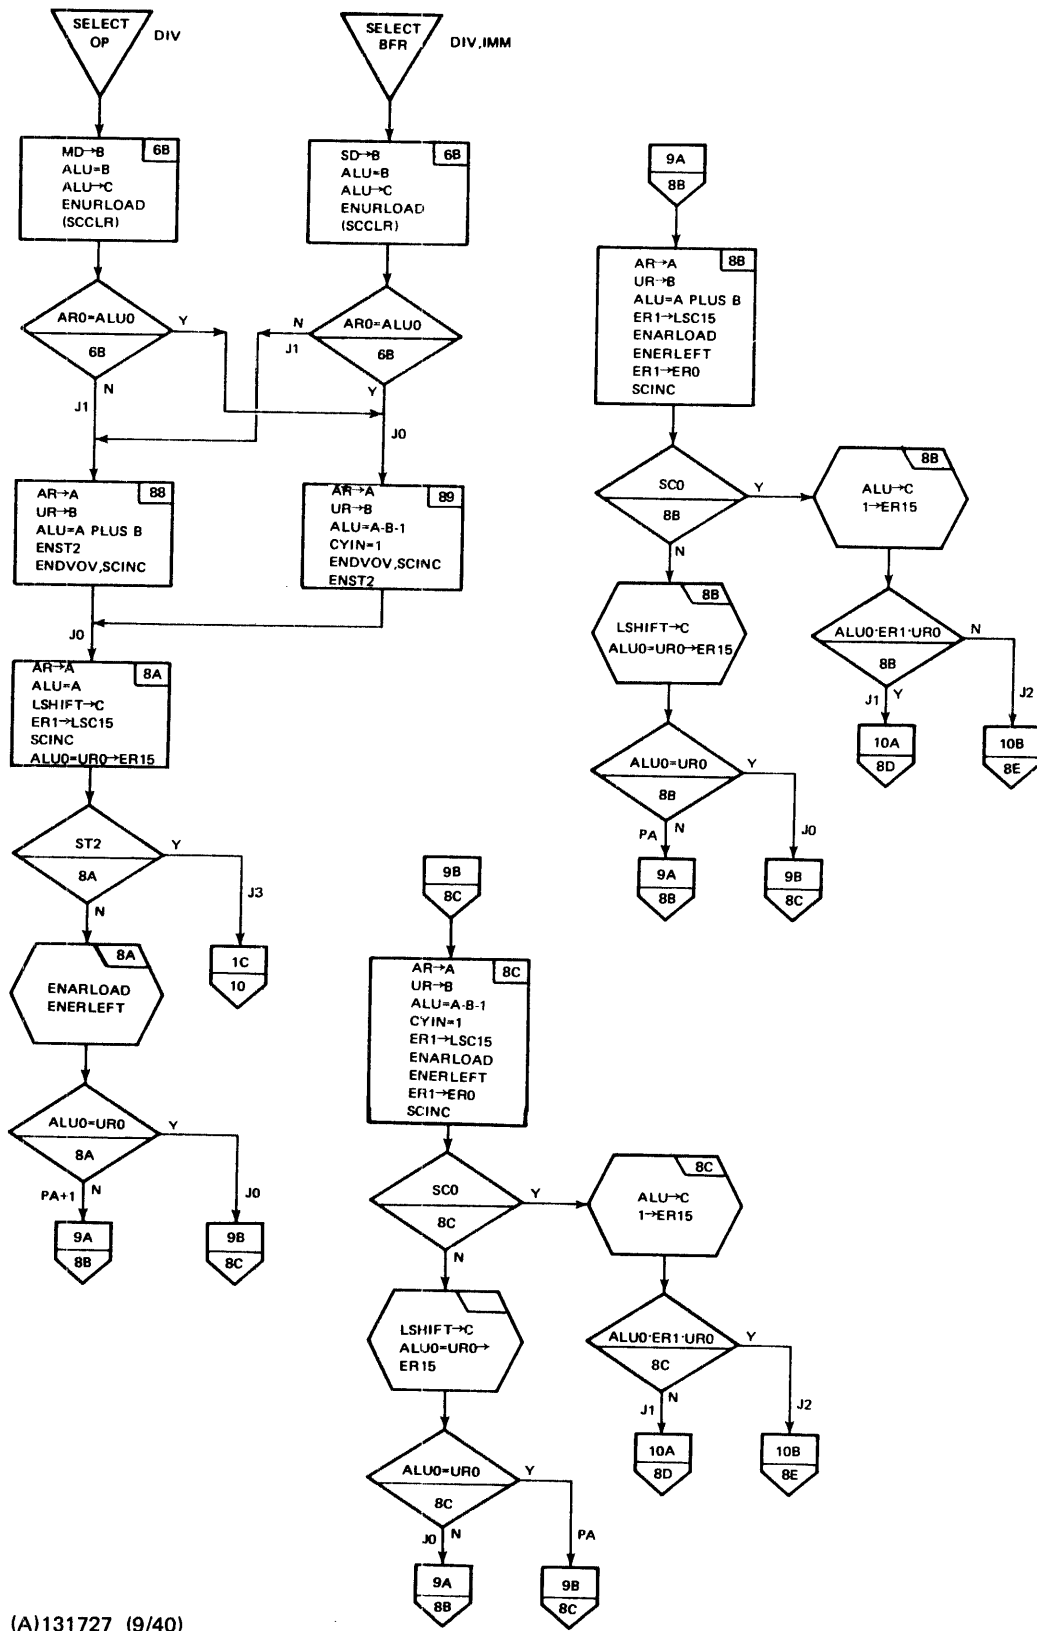 SELECT
OP
DIV
SELECT
BFR
DIV,IMM
6B
MD→B
ALU=B
ALU→C
ENURLOAD
(SCCLR)
6B
SD→B
ALU=B
ALU→C
ENURLOAD
(SCCLR)
AR0=ALU0
6B
Y
N
J1
AR0=ALU0
6B
N
J1
Y
J0
88
AR→A
UR→B
ALU=A PLUS B
ENST2
ENDVOV,SCINC
89
AR→A
UR→B
ALU=A-B-1
CYIN=1
ENDVOV,SCINC
ENST2
J0
8A
AR→A
ALU=A
LSHIFT→C
ER1→LSC15
SCINC
ALU0=UR0→ER15
ST2
8A
Y
N
J3
1C
10
8A
ENARLOAD
ENERLEFT
ALU0=UR0
8A
Y
J0
PA+1
N
9A
8B
9B
8C
9A
8B
8B
AR→A
UR→B
ALU=A PLUS B
ER1→LSC15
ENARLOAD
ENERLEFT
ER1→ER0
SCINC
SC0
8B
Y
N
8B
ALU→C
1→ER15
8B
LSHIFT→C
ALU0=UR0→ER15
ALU0·ER1·UR0
8B
N
J1
Y
J2
10A
8D
10B
8E
ALU0=UR0
8B
Y
PA
N
J0
9A
8B
9B
8C
9B
8C
8C
AR→A
UR→B
ALU=A-B-1
CYIN=1
ER1→LSC15
ENARLOAD
ENERLEFT
ER1→ER0
SCINC
SC0
8C
Y
N
8C
ALU→C
1→ER15
LSHIFT→C
ALU0=UR0→
ER15
ALU0·ER1·UR0
8C
Y
J1
N
J2
10A
8D
10B
8E
ALU0=UR0
8C
Y
J0
N
PA
9A
8B
9B
8C
(A)131727 (9/40)